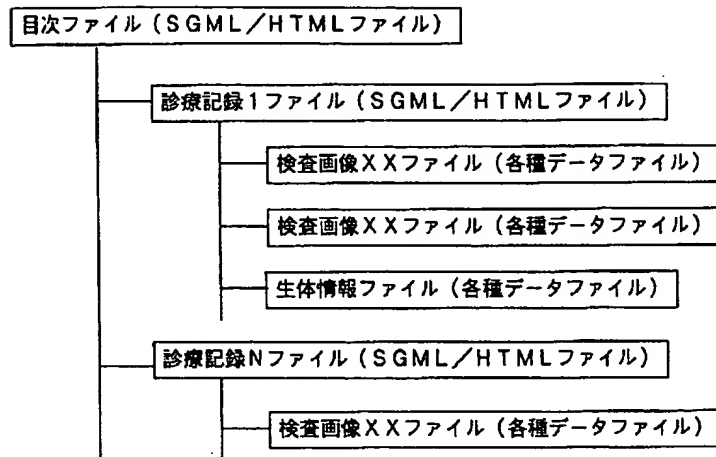 目次ファイル（ＳＧＭＬ／ＨＴＭＬファイル）
診療記録１ファイル（ＳＧＭＬ／ＨＴＭＬファイル）
検査画像ＸＸファイル（各種データファイル）
検査画像ＸＸファイル（各種データファイル）
生体情報ファイル（各種データファイル）
診療記録Ｎファイル（ＳＧＭＬ／ＨＴＭＬファイル）
検査画像ＸＸファイル（各種データファイル）